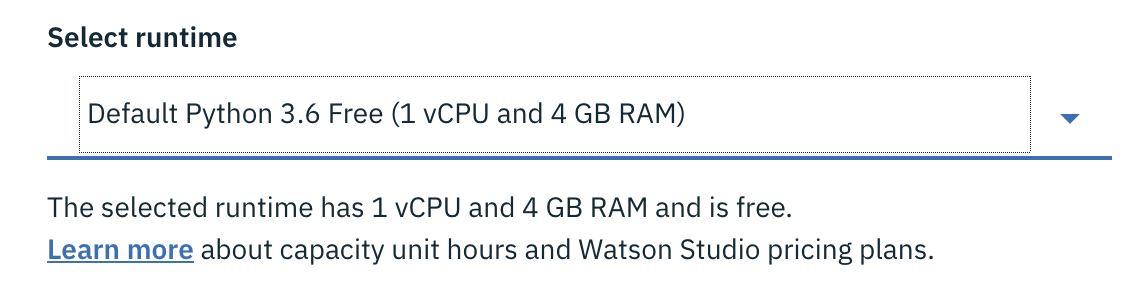 Select runtime
Default Python 3.6 Free (1 vCPU and 4 GB RAM)
The selected runtime has 1 vCPU and 4 GB RAM and is free.
Learn more about capacity unit hours and Watson Studio pricing plans.